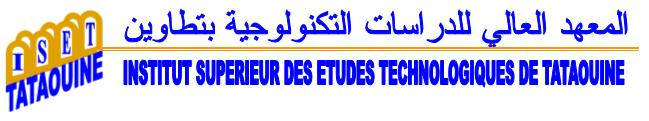 المعهد العالي للدراسات التكنولوجية بتطاوين
ISET
TATAOUINE
INSTITUT SUPERIEUR DES ETUDES TECHNOLOGIQUES DE TATAOUINE